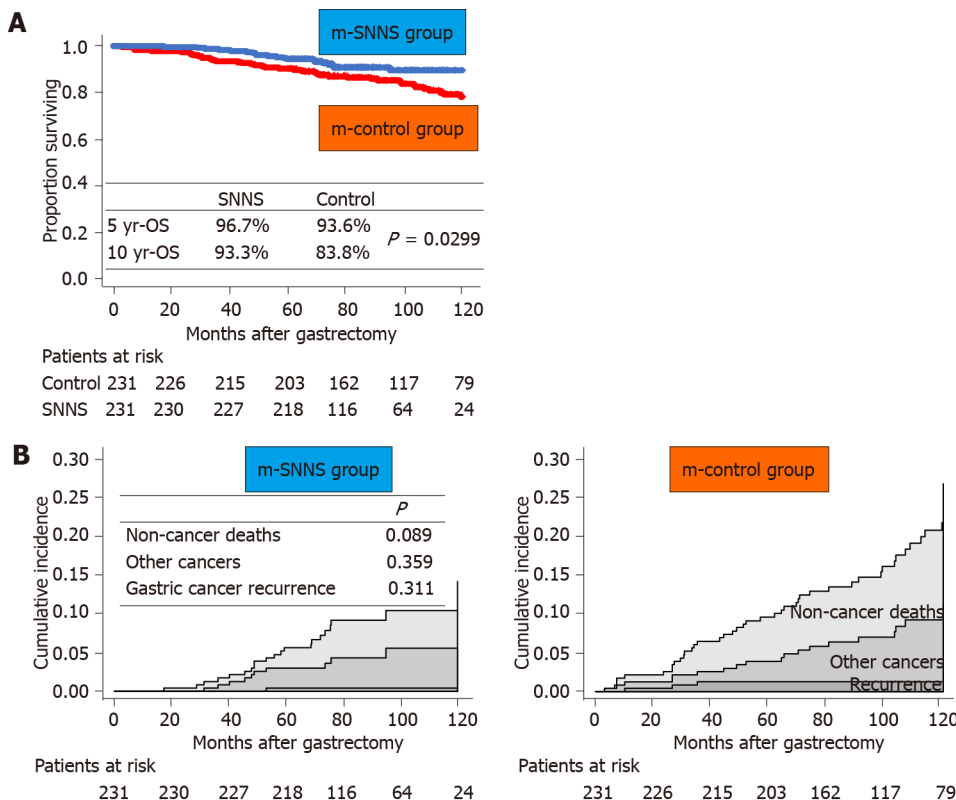 A
m-SNNS group
m-control group
Proportion surviving
1.0
0.8
0.6
0.4
0.2
0.0
SNNS Control
5 yr-OS 96.7% 93.6%
P = 0.0299
10 yr-OS 93.3% 83.8%
0 20 40 60 80 100 120
Months after gastrectomy
Patients at risk
Control 231 226 215 203 162 117 79
SNNS 231 230 227 218 116 64 24
B
m-SNNS group
Cumulative incidence
0.30
0.25
0.20
0.15
0.10
0.05
0.00
P
Non-cancer deaths 0.089
Other cancers 0.359
Gastric cancer recurrence 0.311
0 20 40 60 80 100 120
Months after gastrectomy
Patients at risk
231 230 227 218 116 64 24
m-control group
Cumulative incidence
0.30
0.25
0.20
0.15
0.10
0.05
0.00
Non-cancer deaths
Other cancers
Recurrence
0 20 40 60 80 100 120
Months after gastrectomy
Patients at risk
231 226 215 203 162 117 79